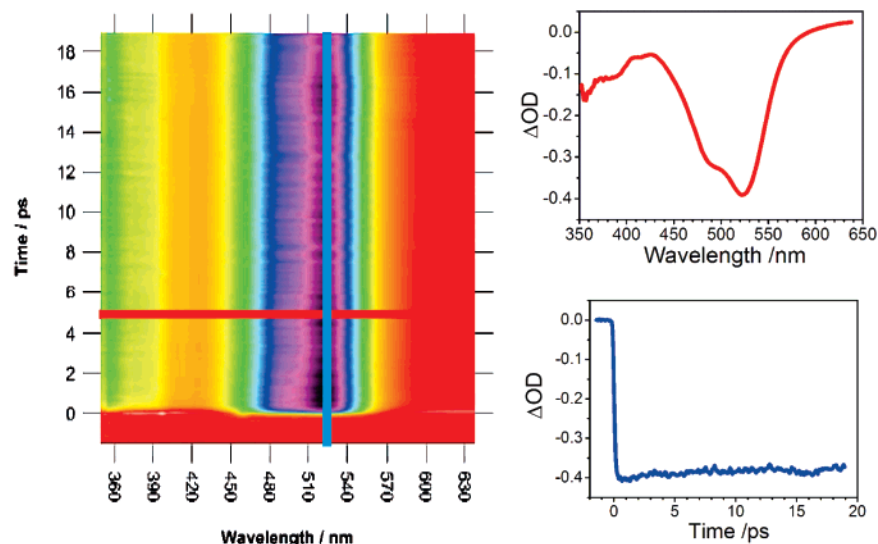 18
16
14
12
10
8
6
4
2
0
Time / ps
360 390 420 450 480 510 540 570 600 630
Wavelength / nm
0.0
-0.1
-0.2
-0.3
-0.4
ΔOD
350 400 450 500 550 600 650
Wavelength /nm
0.0
-0.1
-0.2
-0.3
-0.4
ΔOD
0 5 10 15 20
Time /ps